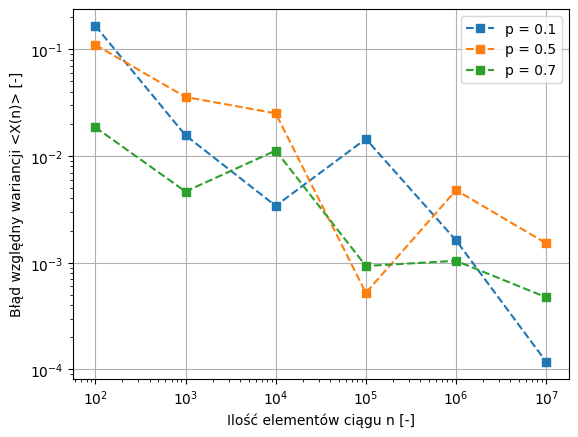 p = 0.1
p = 0.5
p = 0.7
Błąd względny wariancji <X(n)> [-]
10⁻¹
10⁻²
10⁻³
10⁻⁴
10² 10³ 10⁴ 10⁵ 10⁶ 10⁷
Ilość elementów ciągu n [-]